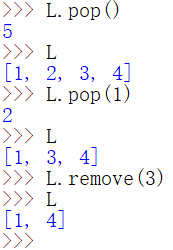 >>> L.pop()
5
>>> L
[1, 2, 3, 4]
>>> L.pop(1)
2
>>> L
[1, 3, 4]
>>> L.remove(3)
>>> L
[1, 4]
>>>